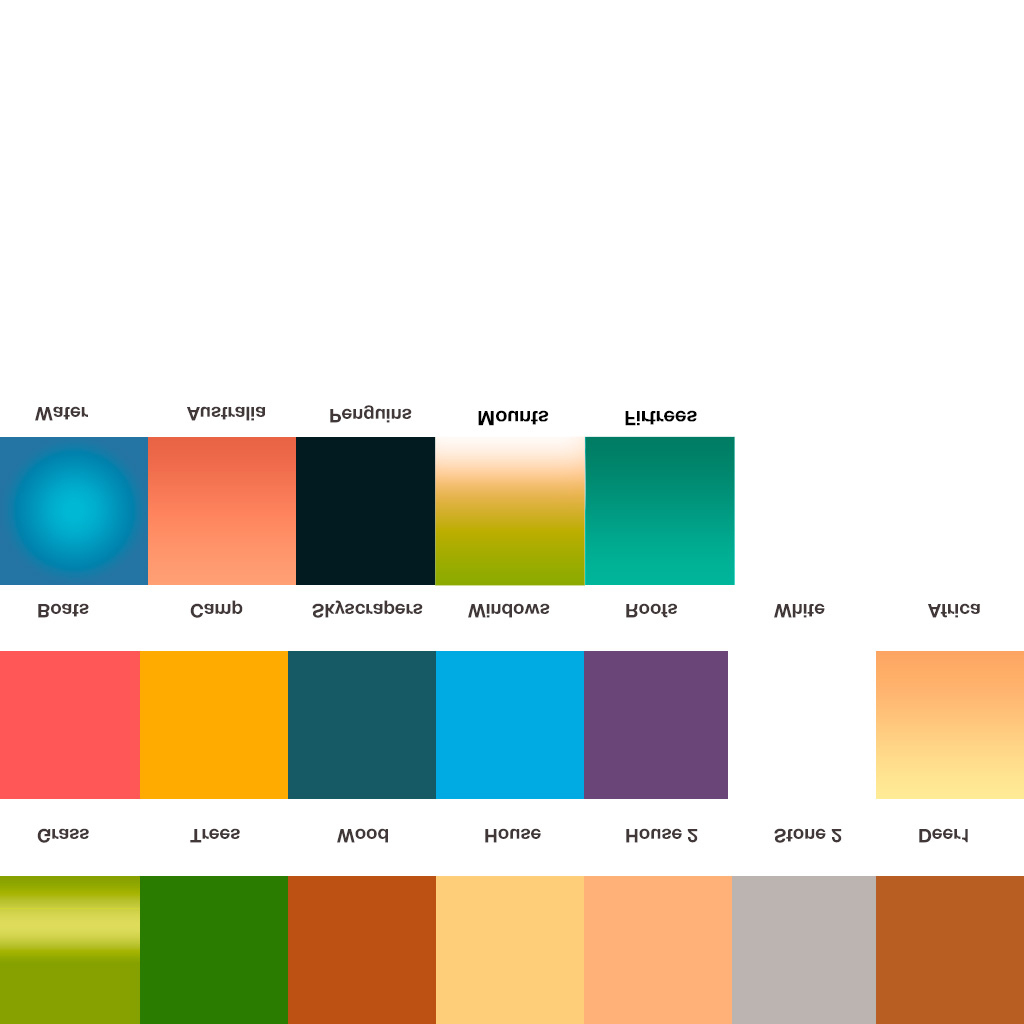 Water Australia Penguins Mounts Firtrees
Boats Camp Skyscrapers Windows Roofs White Africa
Grass Trees Wood House House 2 Stone 2 Deer1